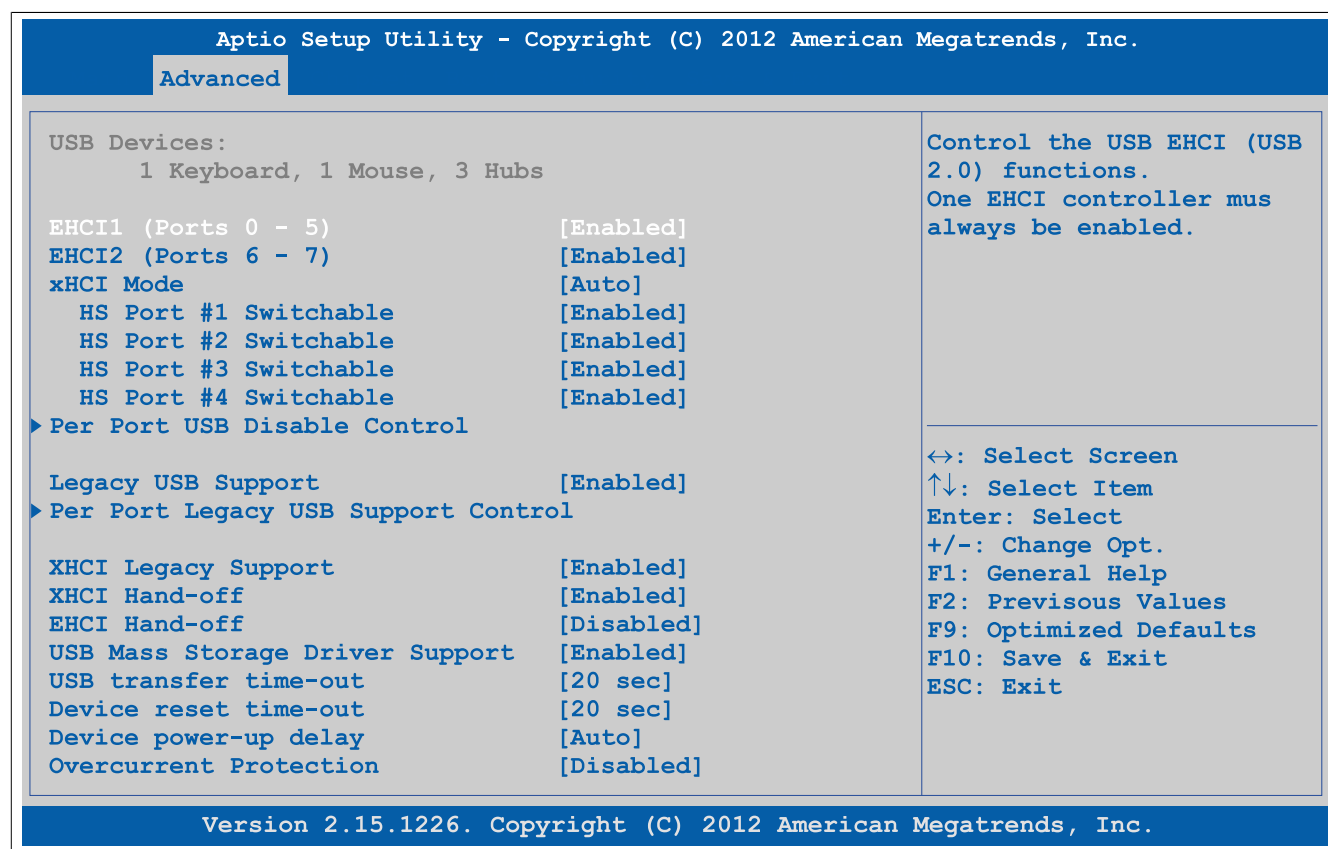 Aptio Setup Utility - Copyright (C) 2012 American Megatrends, Inc.
Advanced
USB Devices:
1 Keyboard, 1 Mouse, 3 Hubs
EHCI1 (Ports 0 - 5) [Enabled]
EHCI2 (Ports 6 - 7) [Enabled]
xHCI Mode [Auto]
HS Port #1 Switchable [Enabled]
HS Port #2 Switchable [Enabled]
HS Port #3 Switchable [Enabled]
HS Port #4 Switchable [Enabled]
Per Port USB Disable Control
Legacy USB Support [Enabled]
Per Port Legacy USB Support Control
XHCI Legacy Support [Enabled]
XHCI Hand-off [Enabled]
EHCI Hand-off [Disabled]
USB Mass Storage Driver Support [Enabled]
USB transfer time-out [20 sec]
Device reset time-out [20 sec]
Device power-up delay [Auto]
Overcurrent Protection [Disabled]
Control the USB EHCI (USB
2.0) functions.
One EHCI controller mus
always be enabled.
↔: Select Screen
↑↓: Select Item
Enter: Select
+/-: Change Opt.
F1: General Help
F2: Previsous Values
F9: Optimized Defaults
F10: Save & Exit
ESC: Exit
Version 2.15.1226. Copyright (C) 2012 American Megatrends, Inc.